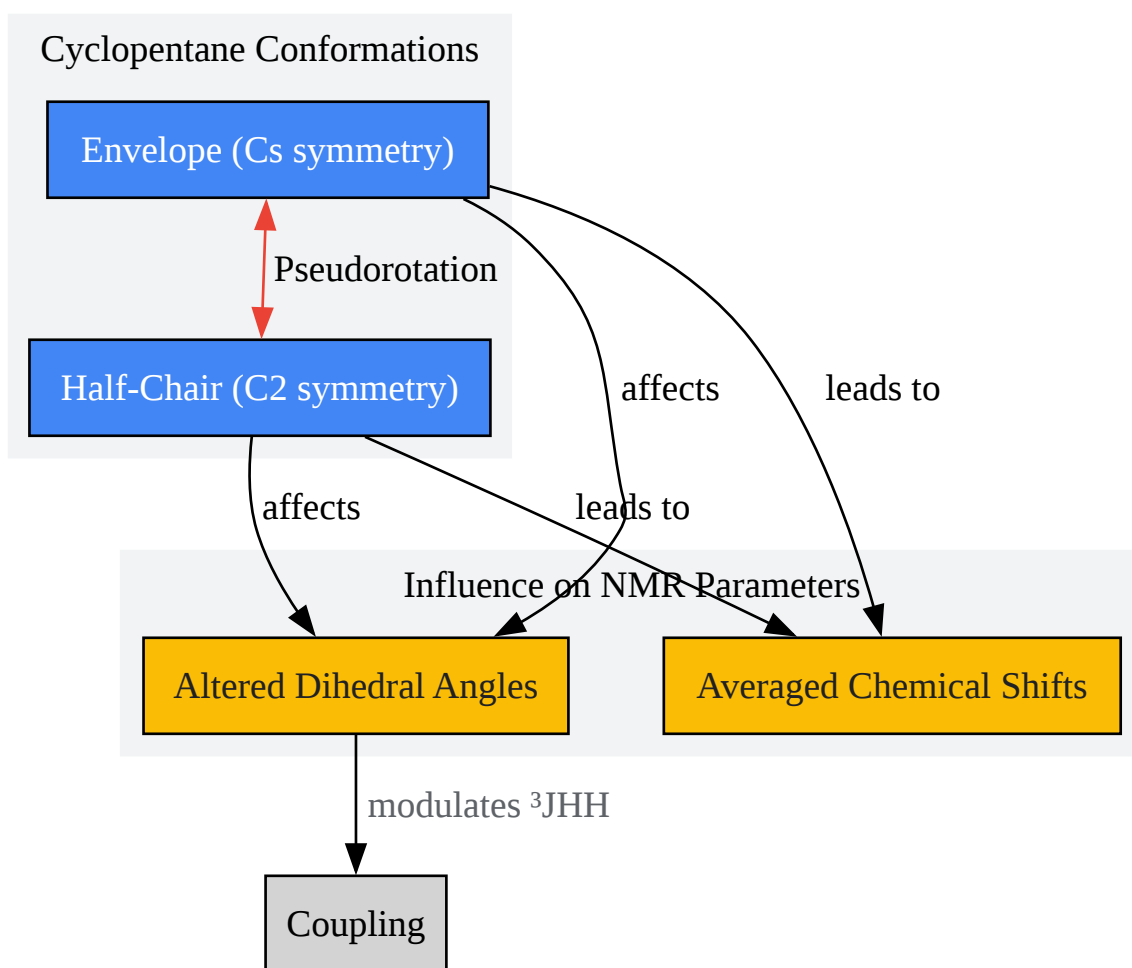 Cyclopentane Conformations
Envelope (Cs symmetry)
Pseudorotation
Half-Chair (C2 symmetry)
affects
leads to
affects
leads to
Influence on NMR Parameters
Altered Dihedral Angles
Averaged Chemical Shifts
modulates ³JHH
Coupling